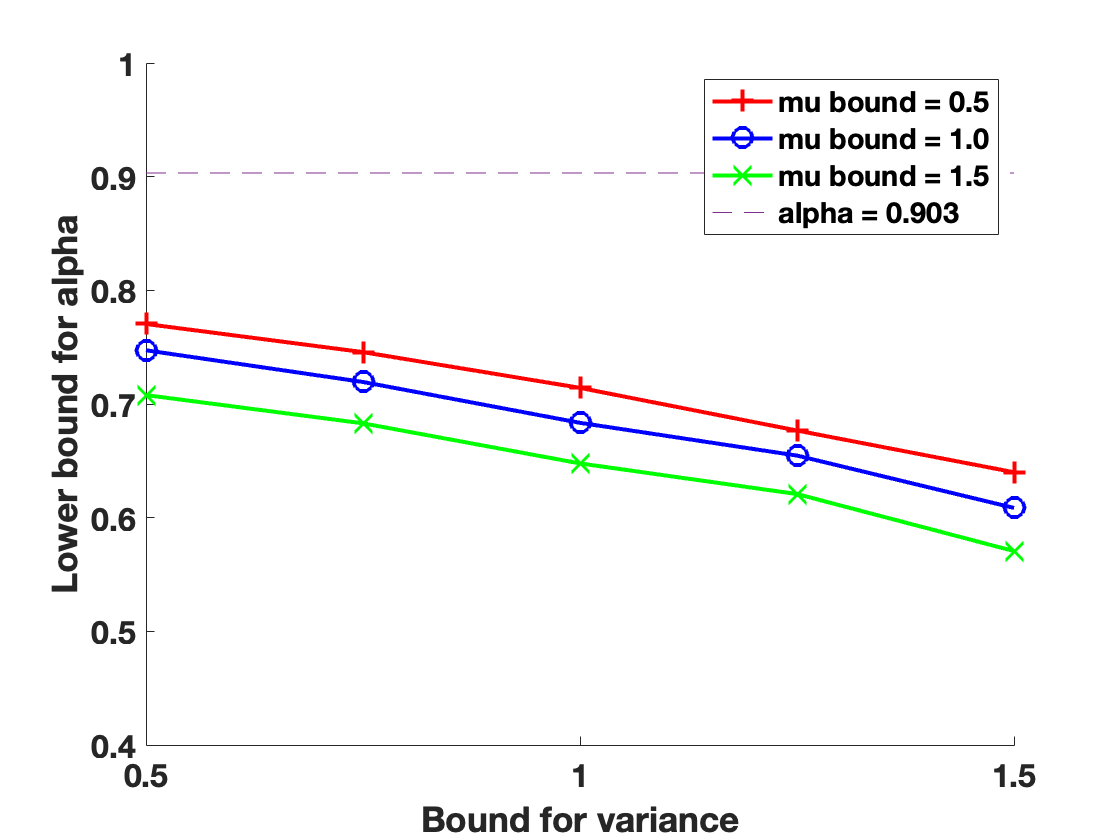 1
0.9
0.8
0.7
0.6
0.5
0.4
0.5
1
1.5
Lower bound for alpha
Bound for variance
mu bound = 0.5
mu bound = 1.0
mu bound = 1.5
alpha = 0.903